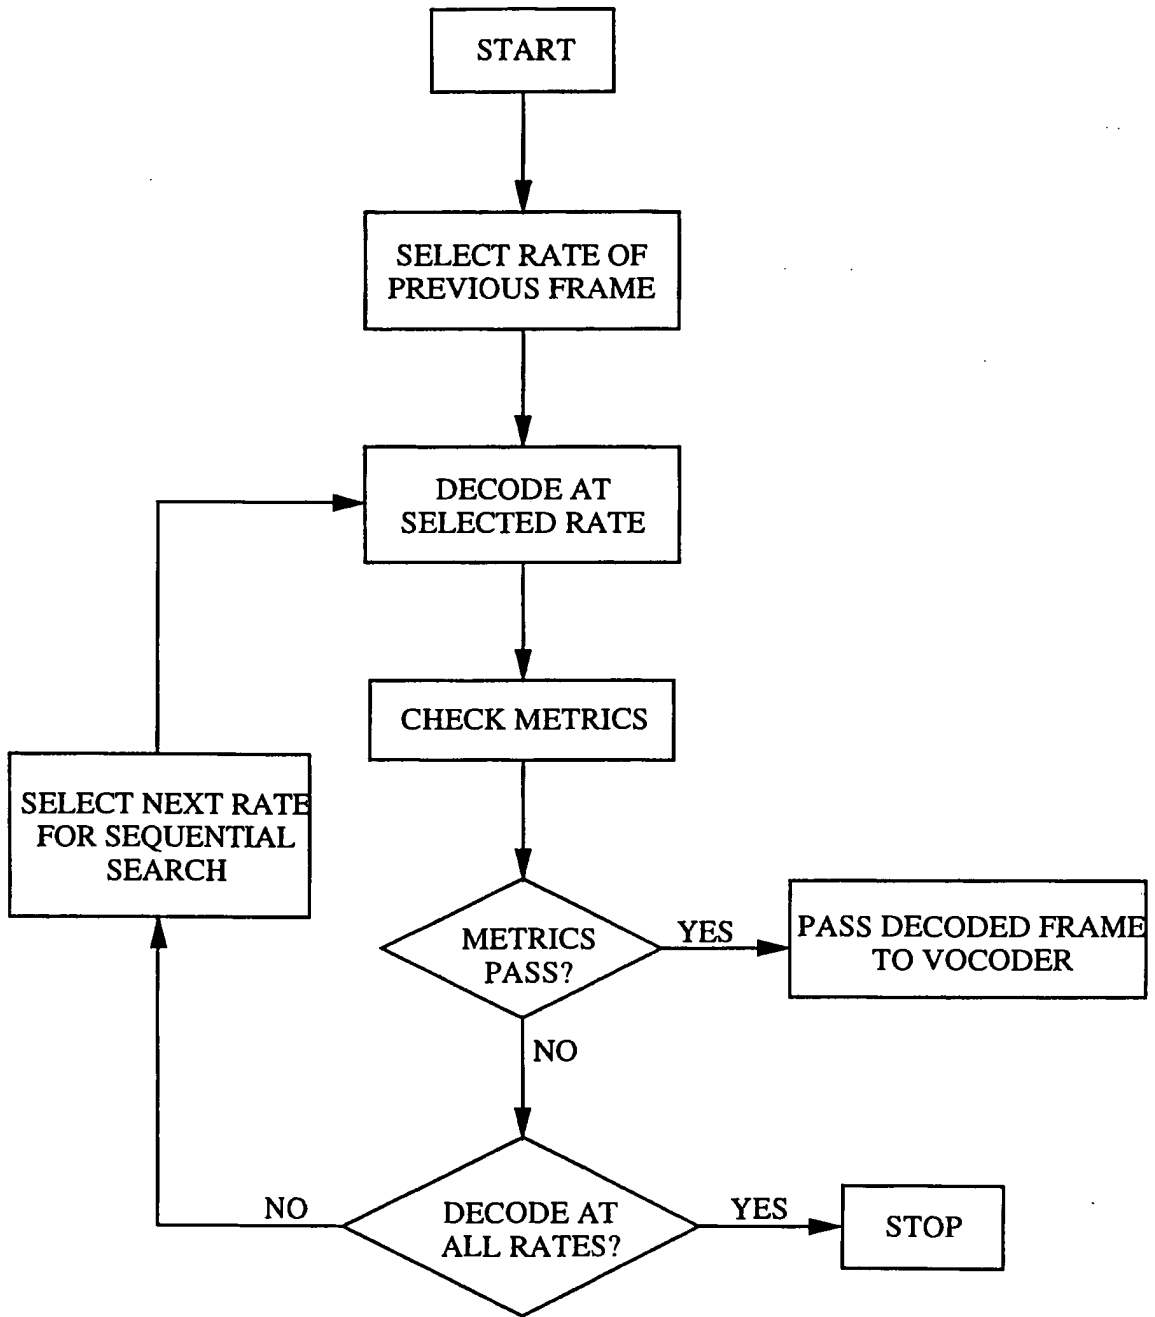 START
SELECT RATE OF
PREVIOUS FRAME
DECODE AT
SELECTED RATE
CHECK METRICS
SELECT NEXT RATE
FOR SEQUENTIAL
SEARCH
METRICS
PASS?
YES
PASS DECODED FRAME
TO VOCODER
NO
DECODE AT
ALL RATES?
NO
YES
STOP